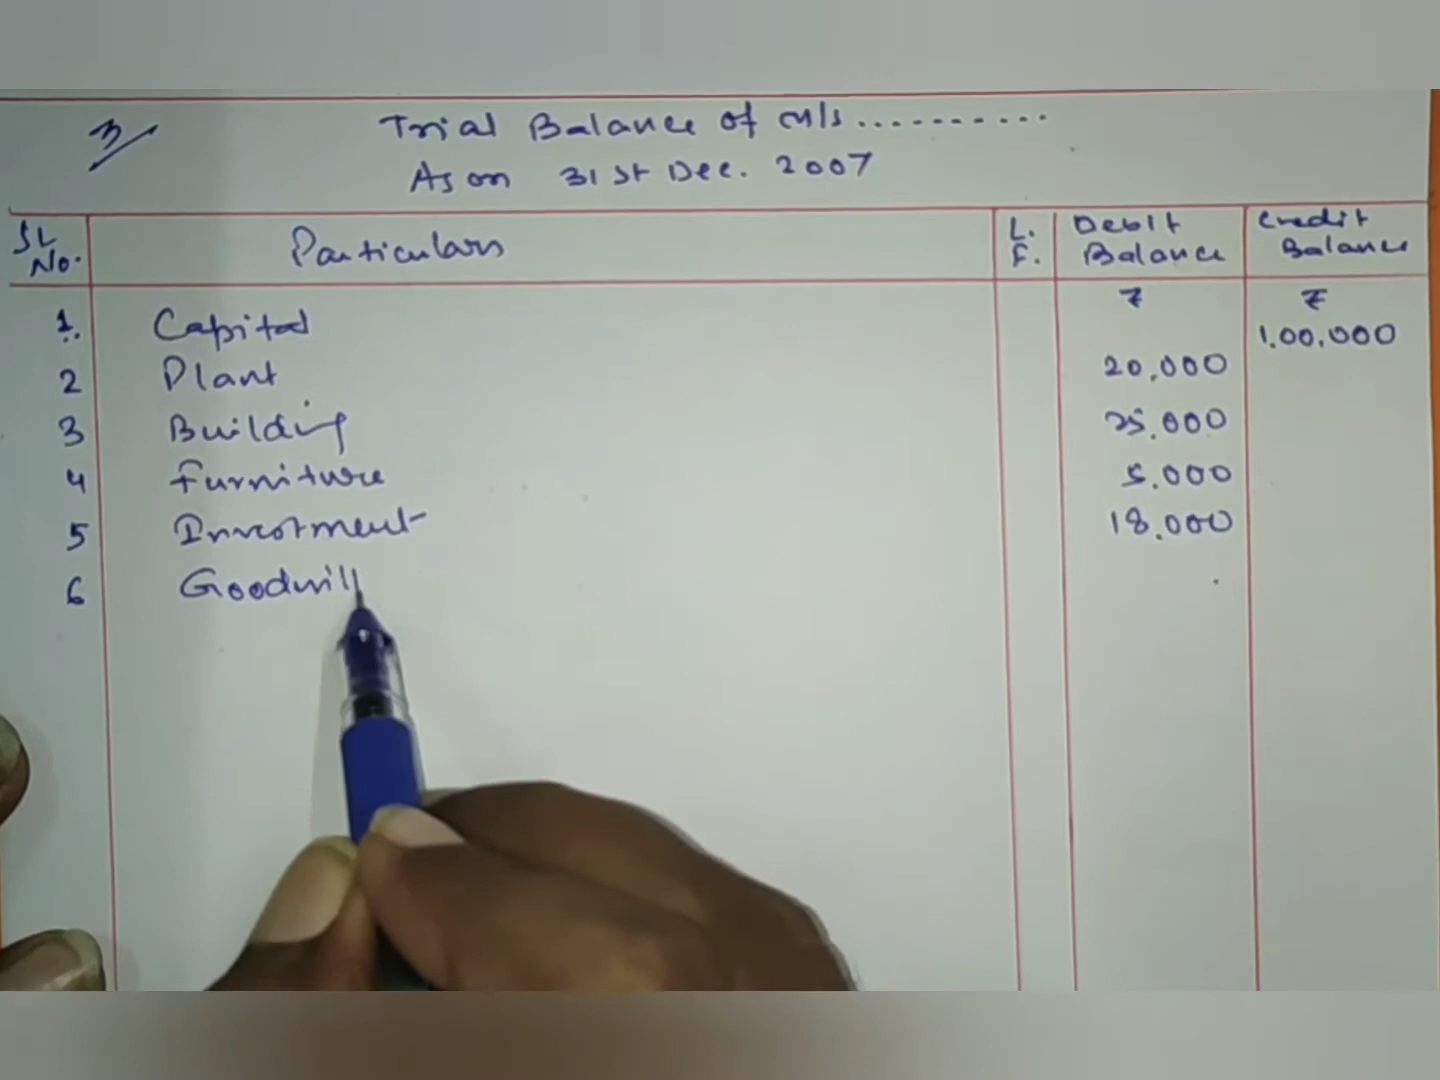 3
Trial Balance of M/s..........
As on 31st Dec. 2007
SL No. Particulars L. F. Debit Balance Credit Balance
₹ ₹
1. Capital 1.00.000
2 Plant 20.000
3 Building 25.000
4 Furniture 5.000
5 Investment 18.000
6 Goodwill